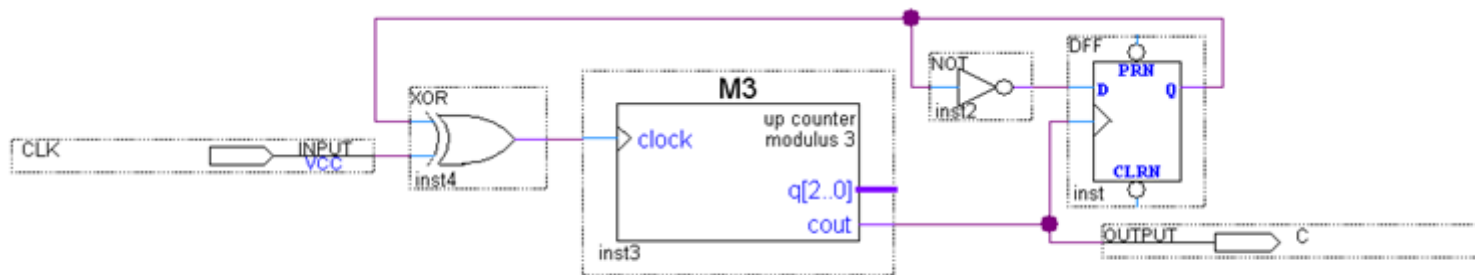 DFF
PRN
D
Q
CLRN
inst
NOT
inst2
XOR
inst4
M3
up counter
modulus 3
clock
q[2..0]
cout
inst3
CLK
INPUT
VCC
OUTPUT
C